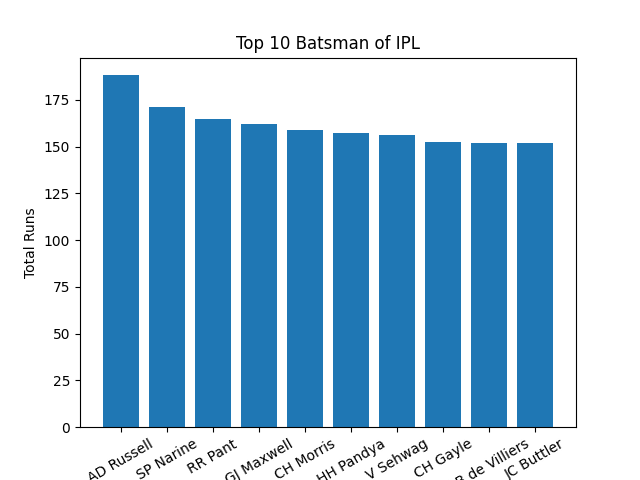 Top 10 Batsman of IPL
Total Runs
175
150
125
100
75
50
25
0
AD Russell
SP Narine
RR Pant
GJ Maxwell
CH Morris
HH Pandya
V Sehwag
CH Gayle
de Villiers
JC Buttler